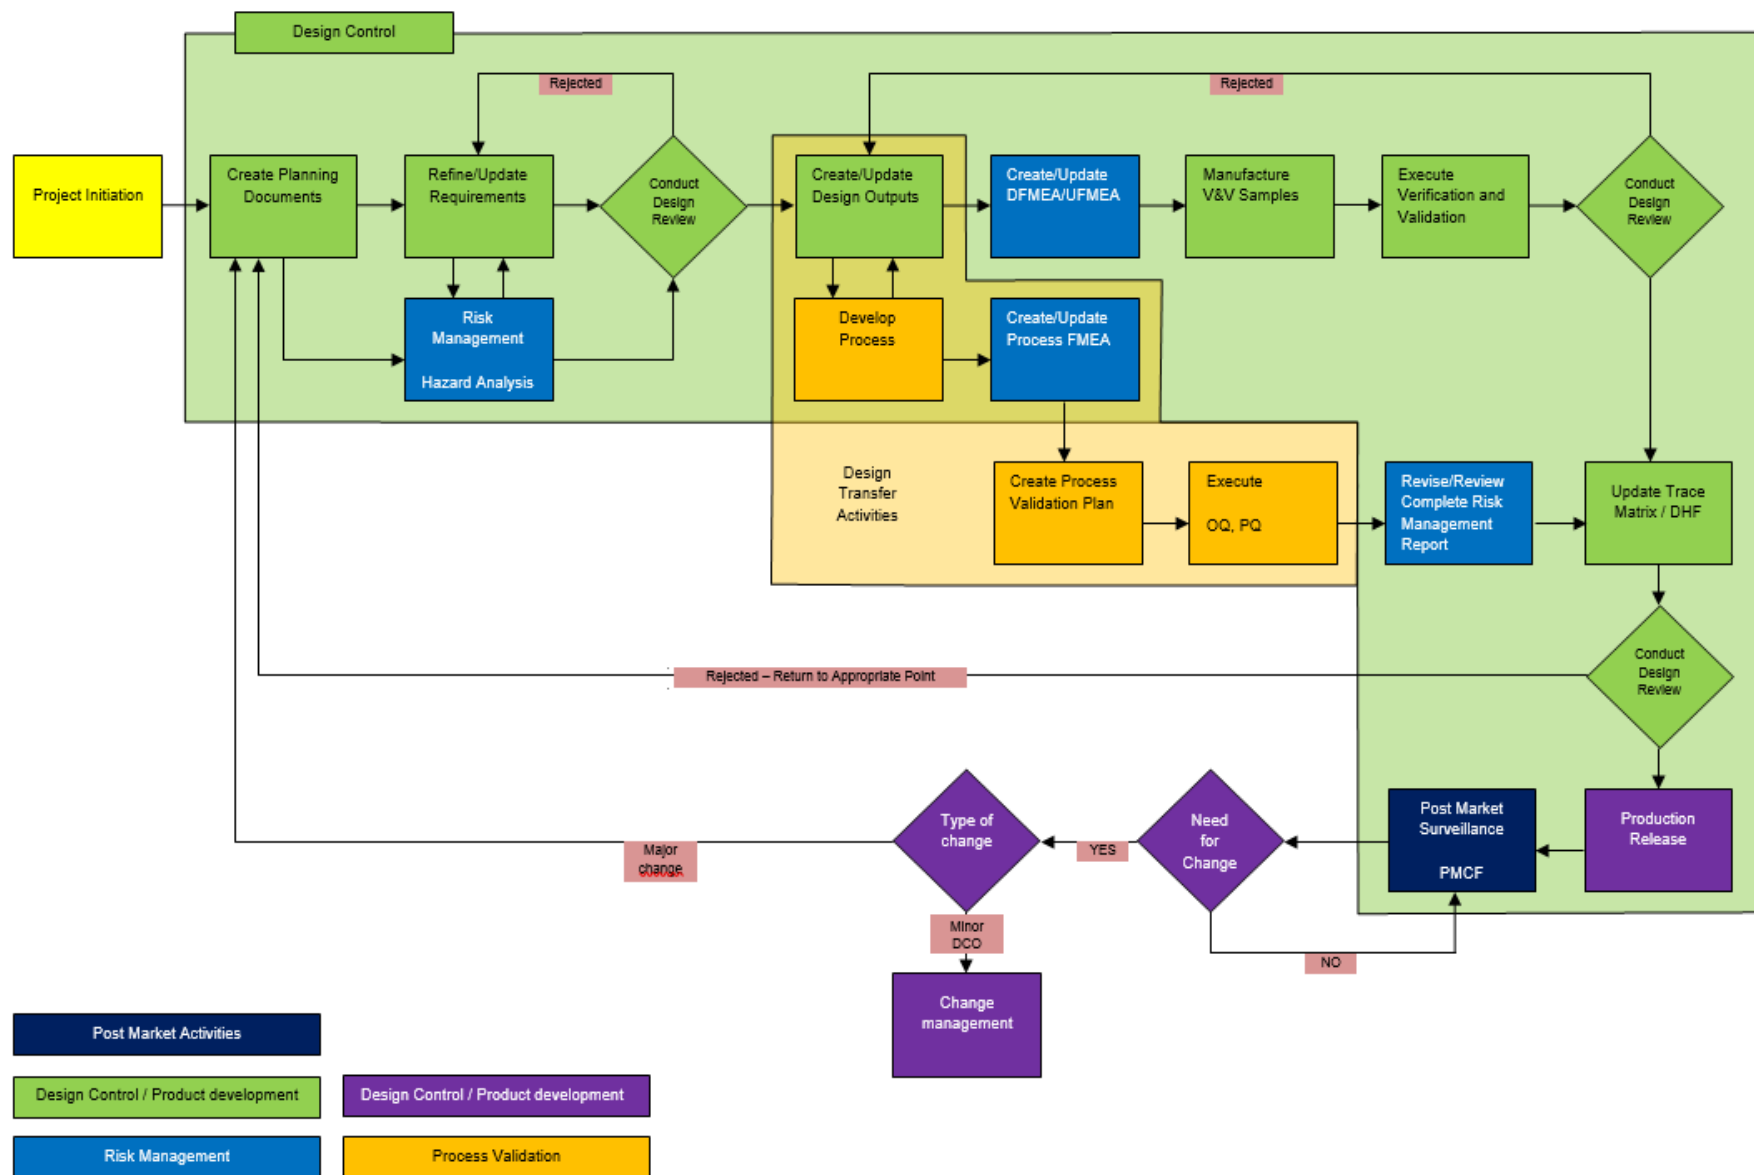 Design Control
Rejected
Rejected
Project Initiation
Create Planning
Documents
Refine/Update
Requirements
Conduct
Design
Review
Create/Update
Design Outputs
Create/Update
DFMEA/UFMEA
Manufacture
V&V Samples
Execute
Verification and
Validation
Conduct
Design
Review
Risk
Management
Hazard Analysis
Develop
Process
Create/Update
Process FMEA
Design
Transfer
Activities
Create Process
Validation Plan
Execute
OQ, PQ
Revise/Review
Complete Risk
Management
Report
Update Trace
Matrix / DHF
Rejected – Return to Appropriate Point
Conduct
Design
Review
Major
change
Type of
change
YES
Need
for
Change
Post Market
Surveillance
PMCF
Production
Release
Minor
DCO
NO
Change
management
Post Market Activities
Design Control / Product development
Design Control / Product development
Risk Management
Process Validation